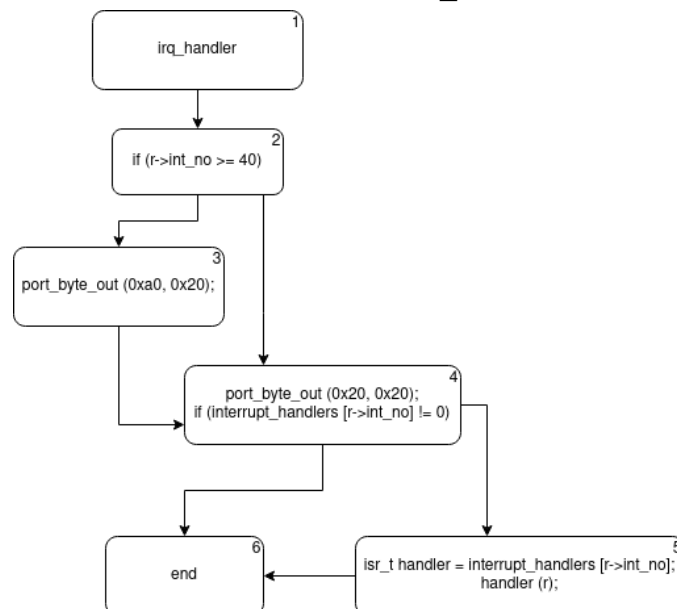 1
irq_handler
2
if (r->int_no >= 40)
3
port_byte_out (0xa0, 0x20);
4
port_byte_out (0x20, 0x20);
if (interrupt_handlers [r->int_no] != 0)
6
end
5
isr_t handler = interrupt_handlers [r->int_no];
handler (r);